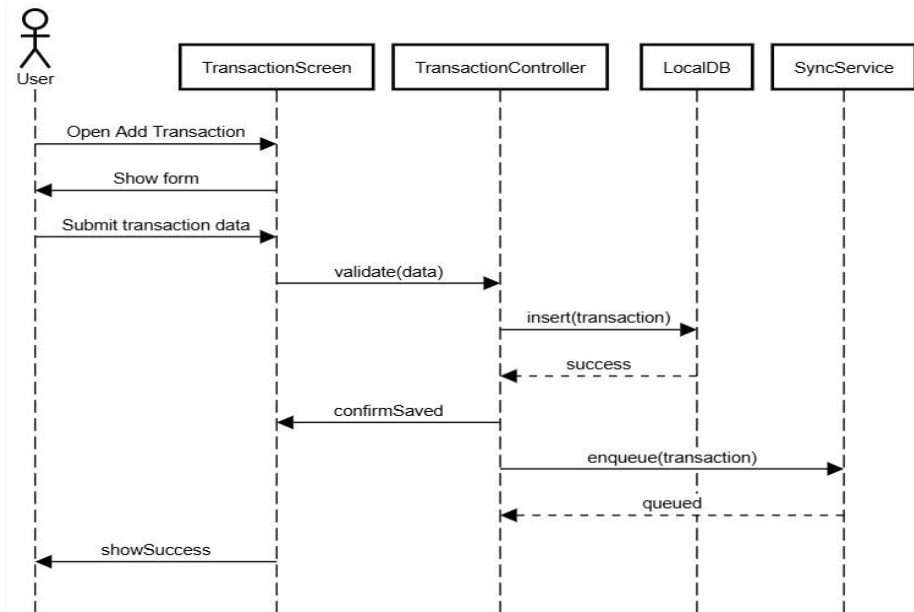 User
TransactionScreen
TransactionController
LocalDB
SyncService
Open Add Transaction
Show form
Submit transaction data
validate(data)
insert(transaction)
success
confirmSaved
enqueue(transaction)
queued
showSuccess